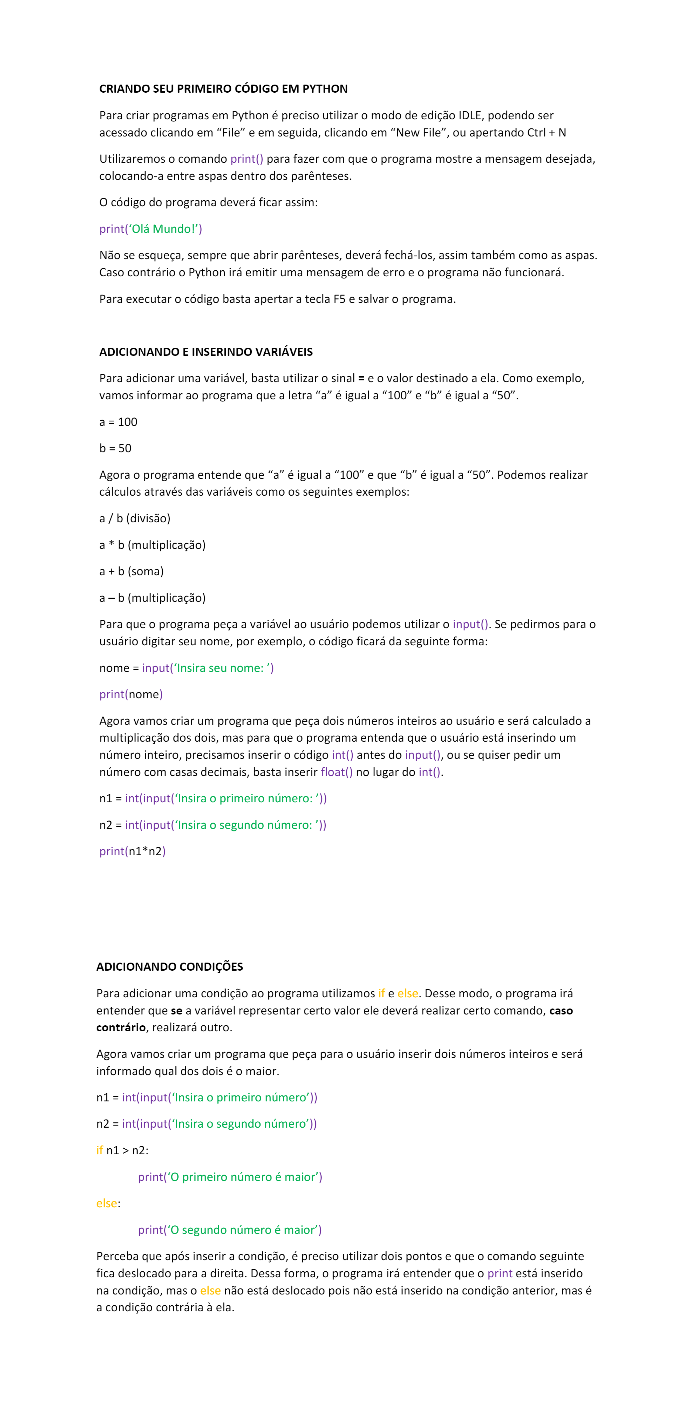 CRIANDO SEU PRIMEIRO CÓDIGO EM PYTHON
Para criar programas em Python é preciso utilizar o modo de edição IDLE, podendo ser
acessado clicando em “File” e em seguida, clicando em “New File”, ou apertando Ctrl + N
Utilizaremos o comando print() para fazer com que o programa mostre a mensagem desejada,
colocando-a entre aspas dentro dos parênteses.
O código do programa deverá ficar assim:
print(‘Olá Mundo!’)
Não se esqueça, sempre que abrir parênteses, deverá fechá-los, assim também como as aspas.
Caso contrário o Python irá emitir uma mensagem de erro e o programa não funcionará.
Para executar o código basta apertar a tecla F5 e salvar o programa.
ADICIONANDO E INSERINDO VARIÁVEIS
Para adicionar uma variável, basta utilizar o sinal = e o valor destinado a ela. Como exemplo,
vamos informar ao programa que a letra “a” é igual a “100” e “b” é igual a “50”.
a = 100
b = 50
Agora o programa entende que “a” é igual a “100” e que “b” é igual a “50”. Podemos realizar
cálculos através das variáveis como os seguintes exemplos:
a / b (divisão)
a * b (multiplicação)
a + b (soma)
a – b (multiplicação)
Para que o programa peça a variável ao usuário podemos utilizar o input(). Se pedirmos para o
usuário digitar seu nome, por exemplo, o código ficará da seguinte forma:
nome = input(‘Insira seu nome: ’)
print(nome)
Agora vamos criar um programa que peça dois números inteiros ao usuário e será calculado a
multiplicação dos dois, mas para que o programa entenda que o usuário está inserindo um
número inteiro, precisamos inserir o código int() antes do input(), ou se quiser pedir um
número com casas decimais, basta inserir float() no lugar do int().
n1 = int(input(‘Insira o primeiro número: ’))
n2 = int(input(‘Insira o segundo número: ’))
print(n1*n2)
ADICIONANDO CONDIÇÕES
Para adicionar uma condição ao programa utilizamos if e else. Desse modo, o programa irá
entender que se a variável representar certo valor ele deverá realizar certo comando, caso
contrário, realizará outro.
Agora vamos criar um programa que peça para o usuário inserir dois números inteiros e será
informado qual dos dois é o maior.
n1 = int(input(‘Insira o primeiro número’))
n2 = int(input(‘Insira o segundo número’))
if n1 > n2:
print(‘O primeiro número é maior’)
else:
print(‘O segundo número é maior’)
Perceba que após inserir a condição, é preciso utilizar dois pontos e que o comando seguinte
fica deslocado para a direita. Dessa forma, o programa irá entender que o print está inserido
na condição, mas o else não está deslocado pois não está inserido na condição anterior, mas é
a condição contrária à ela.